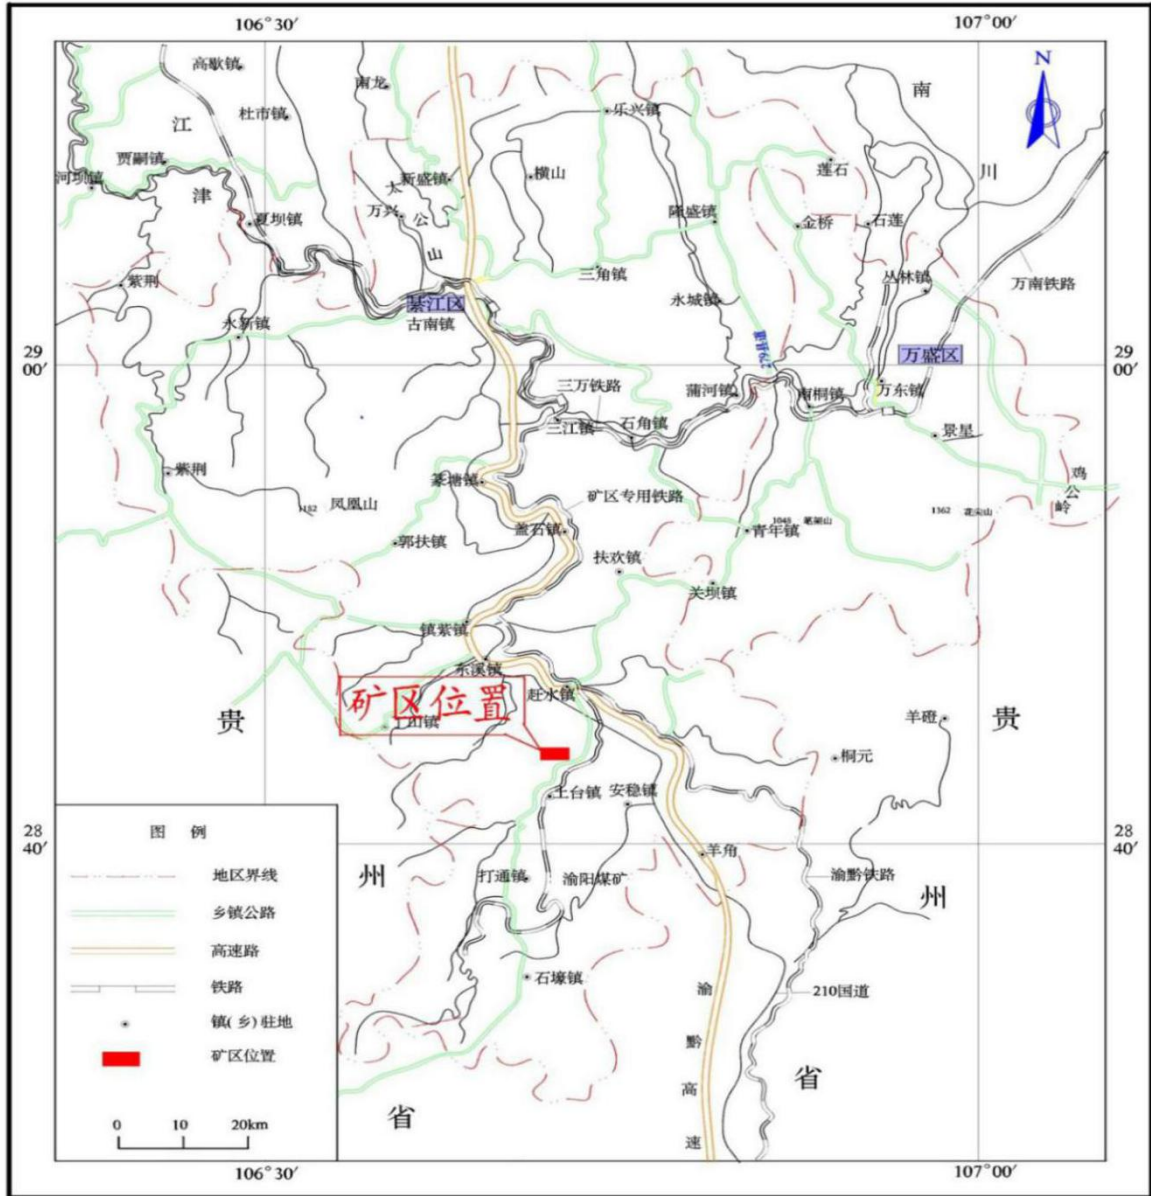 106°30′
107°00′
N
高歇镇
南龙
南
杜市镇
乐兴镇
江
贾嗣镇
莲石
河坝镇
新盛镇
横山
川
津
太
万兴
公
隆盛镇
金桥
石莲
夏坝镇
山
三角镇
紫荆
丛林镇
万南铁路
綦江区
永城镇
永新镇
古南镇
29
00′
万盛区
29
00′
三万铁路
蒲河镇
南桐镇
万东镇
三江镇
石角镇
景星
紫荆
篆塘镇
鸡
公
岭
矿区专用铁路
凤凰山
1362
花尖山
1048
笔架山
盖石镇
青年镇
郭扶镇
扶欢镇
关坝镇
镇紫镇
东溪镇
赶水镇
矿区位置
贵
羊磴
贵
桐元
土台镇
安稳镇
图 例
28
40′
28
40′
羊角
地区界线
州
打通镇
渝阳煤矿
渝黔铁路
州
乡镇公路
高速路
石壕镇
铁路
渝
210国道
镇(乡)驻地
黔
矿区位置
省
高
省
0 10 20km
速
106°30′
107°00′